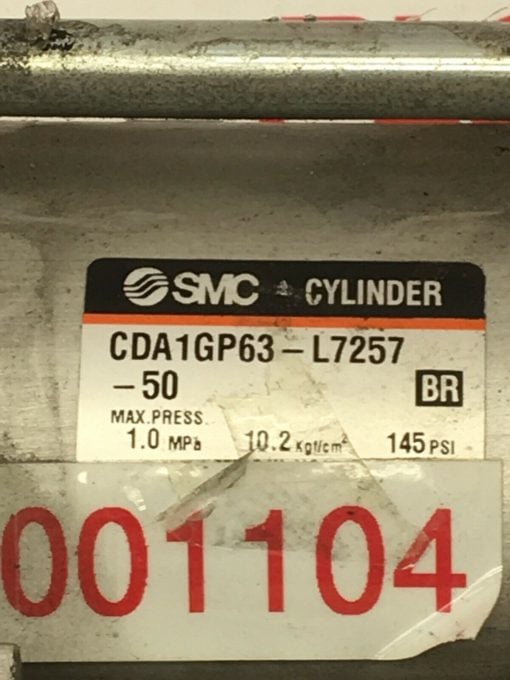 SMC CYLINDER
CDA1GP63-L7257
-50
BR
MAX.PRESS.
1.0 MPa 10.2 Kgf/cm² 145 PSI
001104